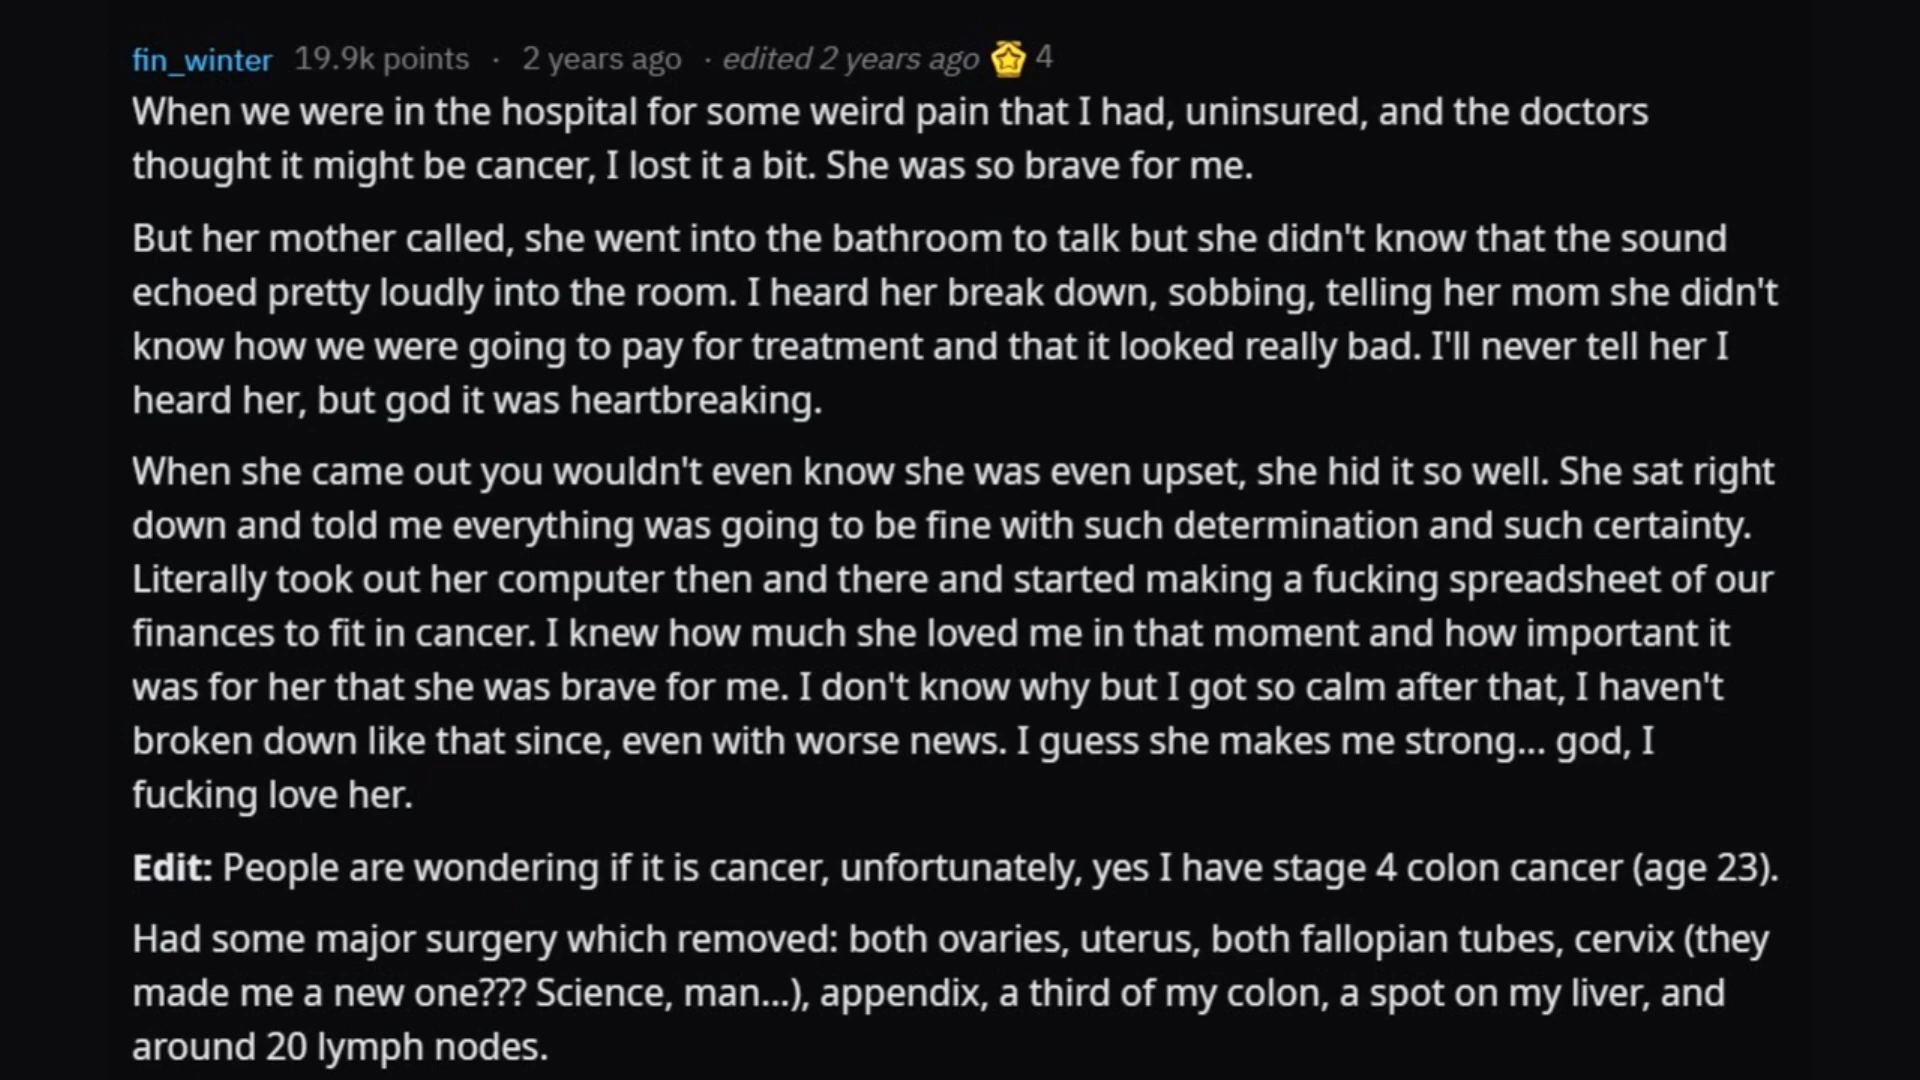 fin_winter 19.9k points · 2 years ago · edited 2 years ago 4
When we were in the hospital for some weird pain that I had, uninsured, and the doctors
thought it might be cancer, I lost it a bit. She was so brave for me.
But her mother called, she went into the bathroom to talk but she didn't know that the sound
echoed pretty loudly into the room. I heard her break down, sobbing, telling her mom she didn't
know how we were going to pay for treatment and that it looked really bad. I'll never tell her I
heard her, but god it was heartbreaking.
When she came out you wouldn't even know she was even upset, she hid it so well. She sat right
down and told me everything was going to be fine with such determination and such certainty.
Literally took out her computer then and there and started making a fucking spreadsheet of our
finances to fit in cancer. I knew how much she loved me in that moment and how important it
was for her that she was brave for me. I don't know why but I got so calm after that, I haven't
broken down like that since, even with worse news. I guess she makes me strong... god, I
fucking love her.
Edit: People are wondering if it is cancer, unfortunately, yes I have stage 4 colon cancer (age 23).
Had some major surgery which removed: both ovaries, uterus, both fallopian tubes, cervix (they
made me a new one??? Science, man...), appendix, a third of my colon, a spot on my liver, and
around 20 lymph nodes.